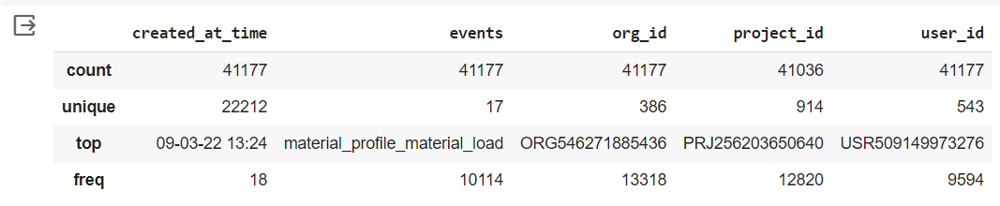 created_at_time events org_id project_id user_id
count 41177 41177 41177 41036 41177
unique 22212 17 386 914 543
top 09-03-22 13:24 material_profile_material_load ORG546271885436 PRJ256203650640 USR509149973276
freq 18 10114 13318 12820 9594